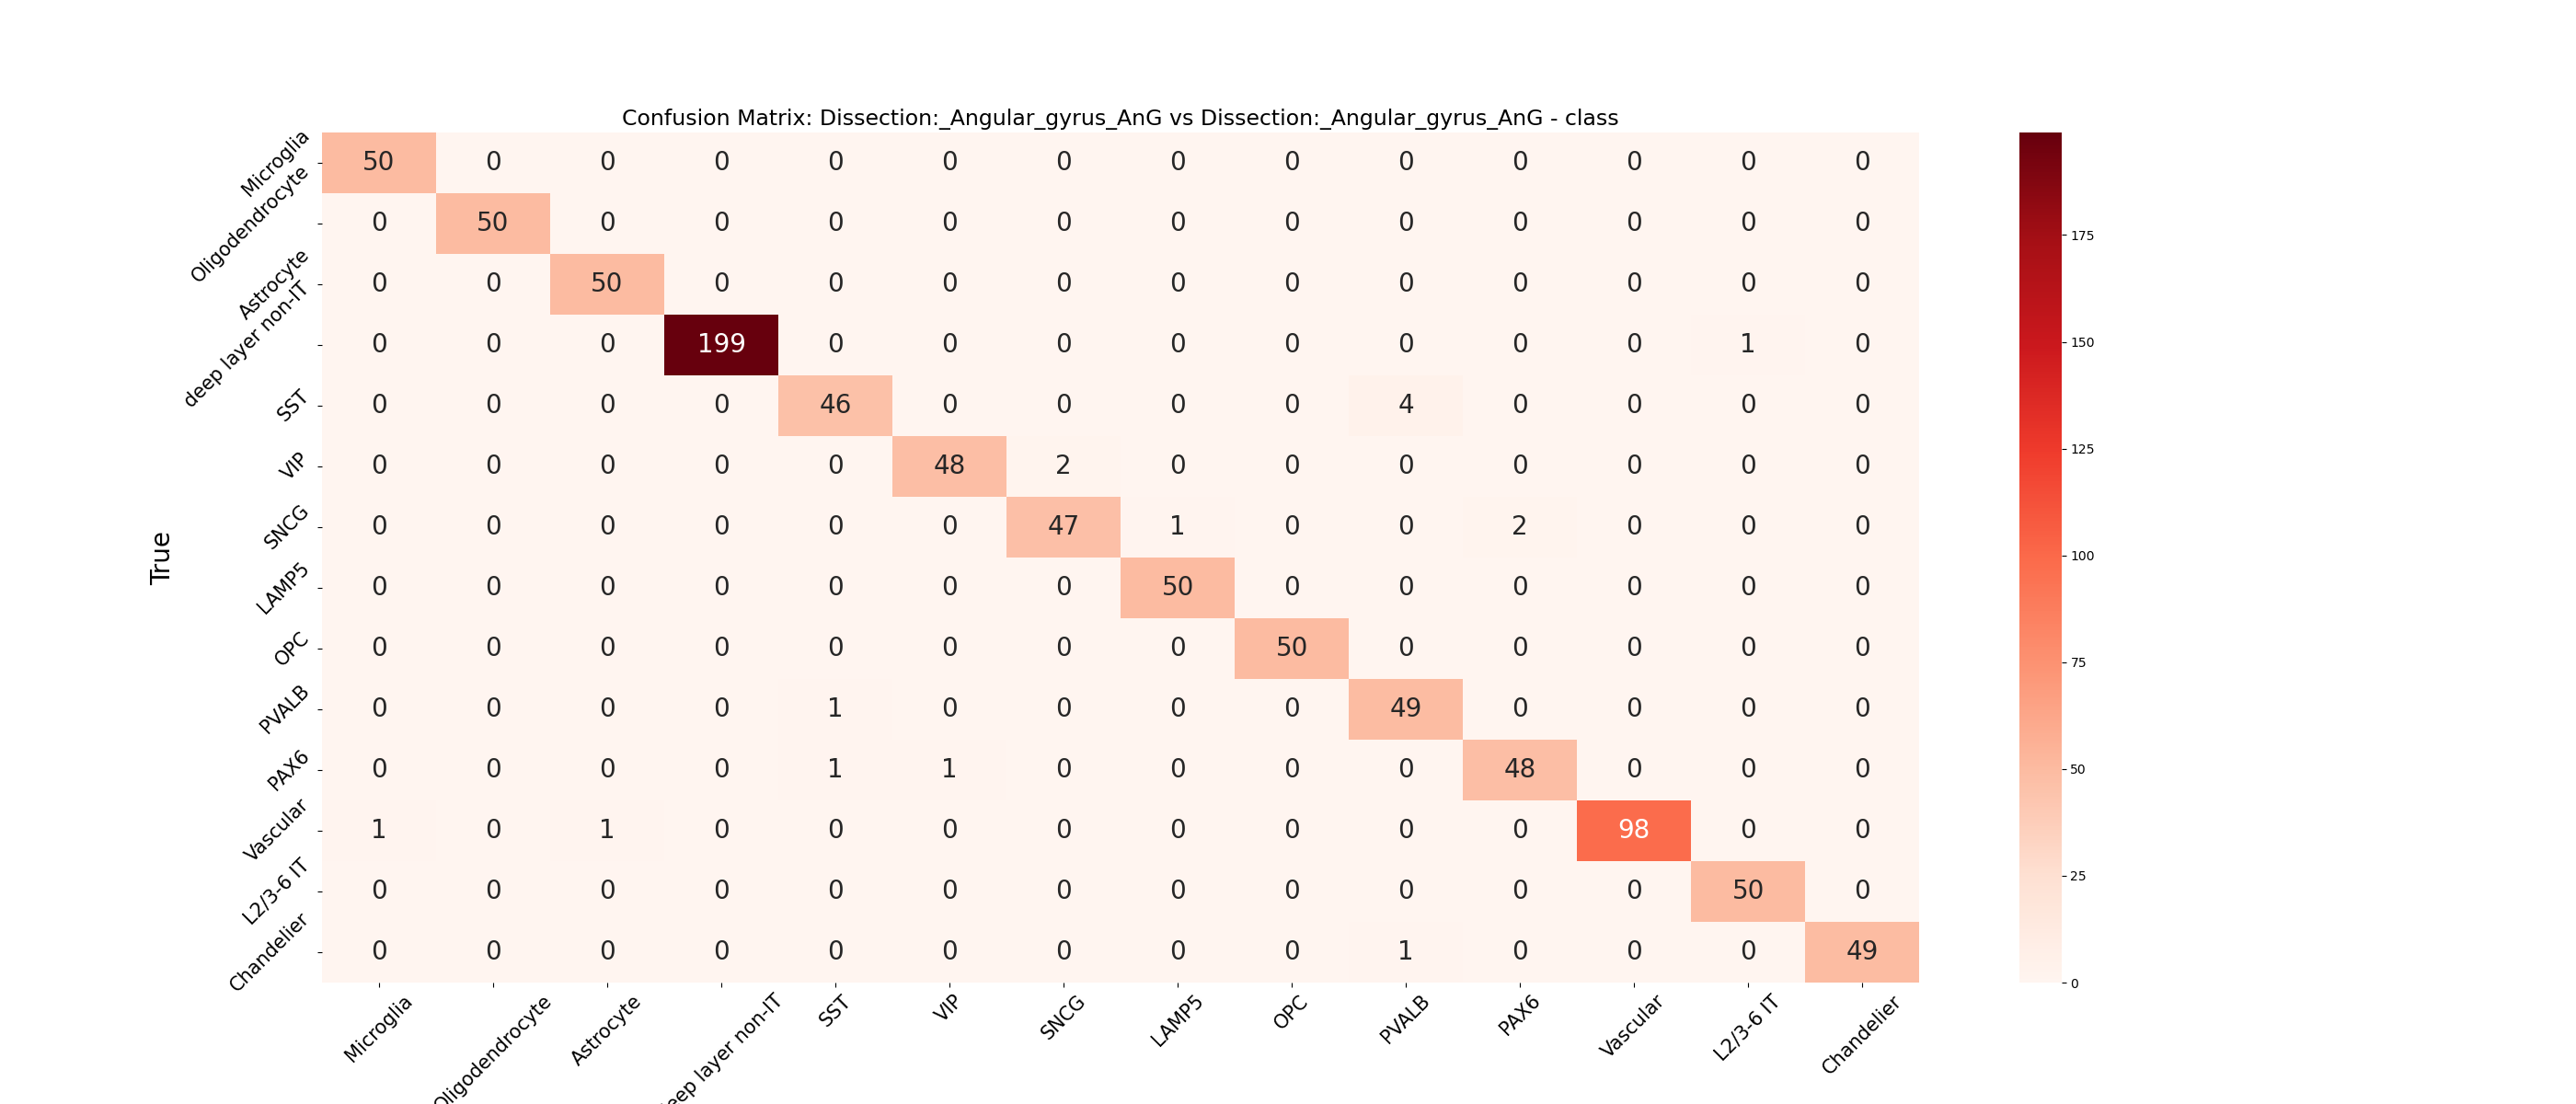 Confusion Matrix: Dissection:_Angular_gyrus_AnG vs Dissection:_Angular_gyrus_AnG - class
True
Microglia 50 0 0 0 0 0 0 0 0 0 0 0 0 0
Oligodendrocyte 0 50 0 0 0 0 0 0 0 0 0 0 0 0
Astrocyte 0 0 50 0 0 0 0 0 0 0 0 0 0 0
deep layer non-IT 0 0 0 199 0 0 0 0 0 0 0 0 1 0
SST 0 0 0 0 46 0 0 0 0 4 0 0 0 0
VIP 0 0 0 0 0 48 2 0 0 0 0 0 0 0
SNCG 0 0 0 0 0 0 47 1 0 0 2 0 0 0
LAMP5 0 0 0 0 0 0 0 50 0 0 0 0 0 0
OPC 0 0 0 0 0 0 0 0 50 0 0 0 0 0
PVALB 0 0 0 0 1 0 0 0 0 49 0 0 0 0
PAX6 0 0 0 0 1 1 0 0 0 0 48 0 0 0
Vascular 1 0 1 0 0 0 0 0 0 0 0 98 0 0
L2/3-6 IT 0 0 0 0 0 0 0 0 0 0 0 0 50 0
Chandelier 0 0 0 0 0 0 0 0 0 1 0 0 0 49
Microglia Oligodendrocyte Astrocyte eep layer non-IT SST VIP SNCG LAMP5 OPC PVALB PAX6 Vascular L2/3-6 IT Chandelier
175
150
125
100
75
50
25
0